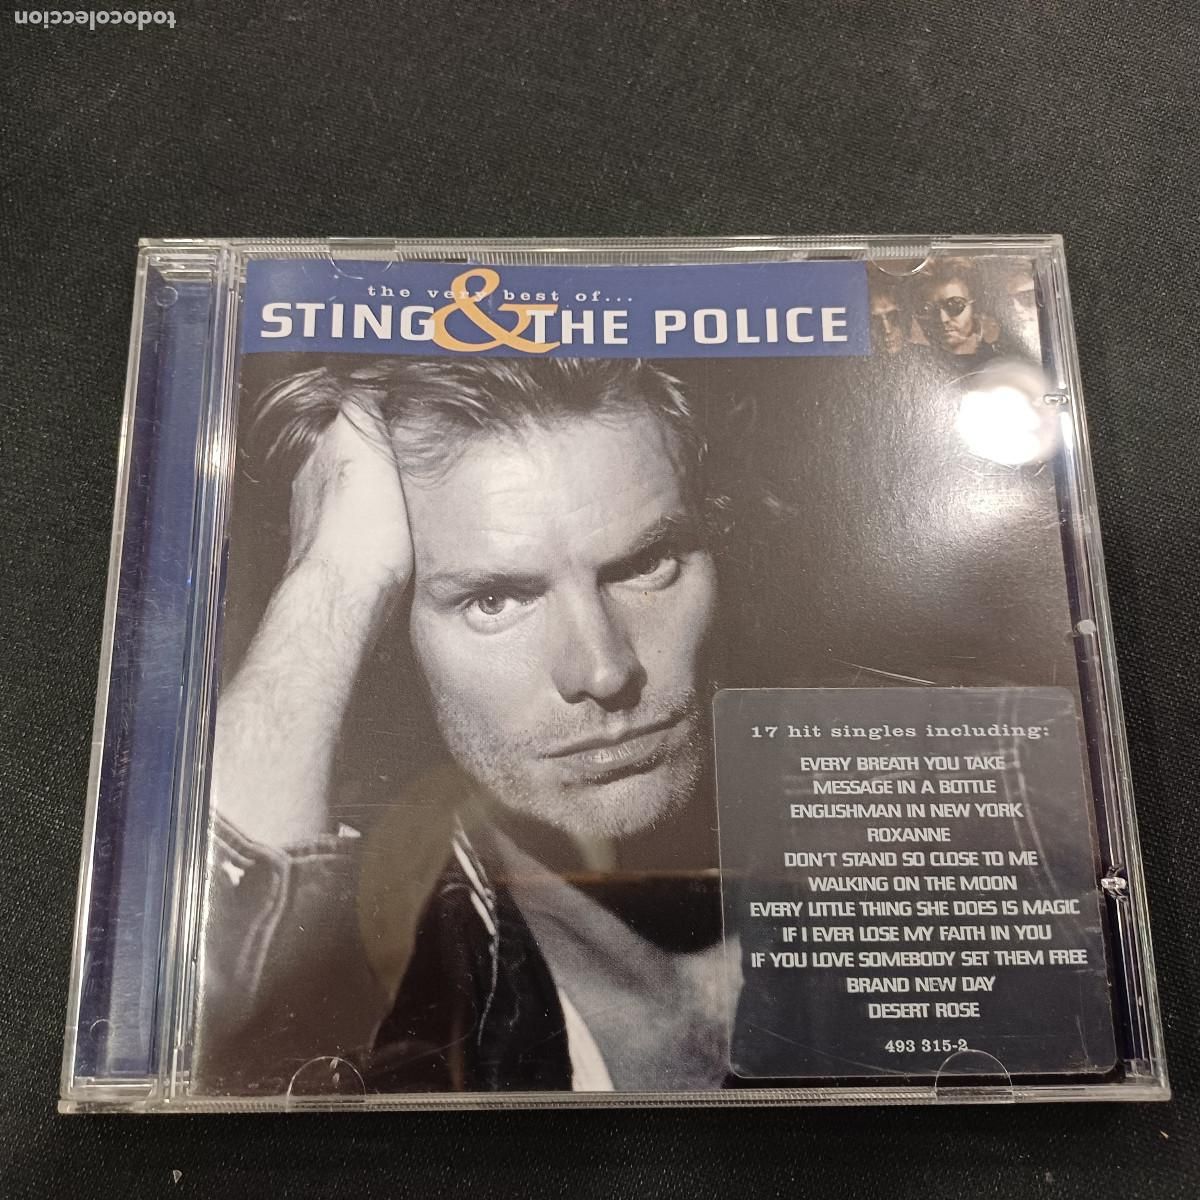 todocoleccion
the very best of...
STING & THE POLICE
17 hit singles including:
EVERY BREATH YOU TAKE
MESSAGE IN A BOTTLE
ENGLISHMAN IN NEW YORK
ROXANNE
DON'T STAND SO CLOSE TO ME
WALKING ON THE MOON
EVERY LITTLE THING SHE DOES IS MAGIC
IF I EVER LOSE MY FAITH IN YOU
IF YOU LOVE SOMEBODY SET THEM FREE
BRAND NEW DAY
DESERT ROSE
493 315-2